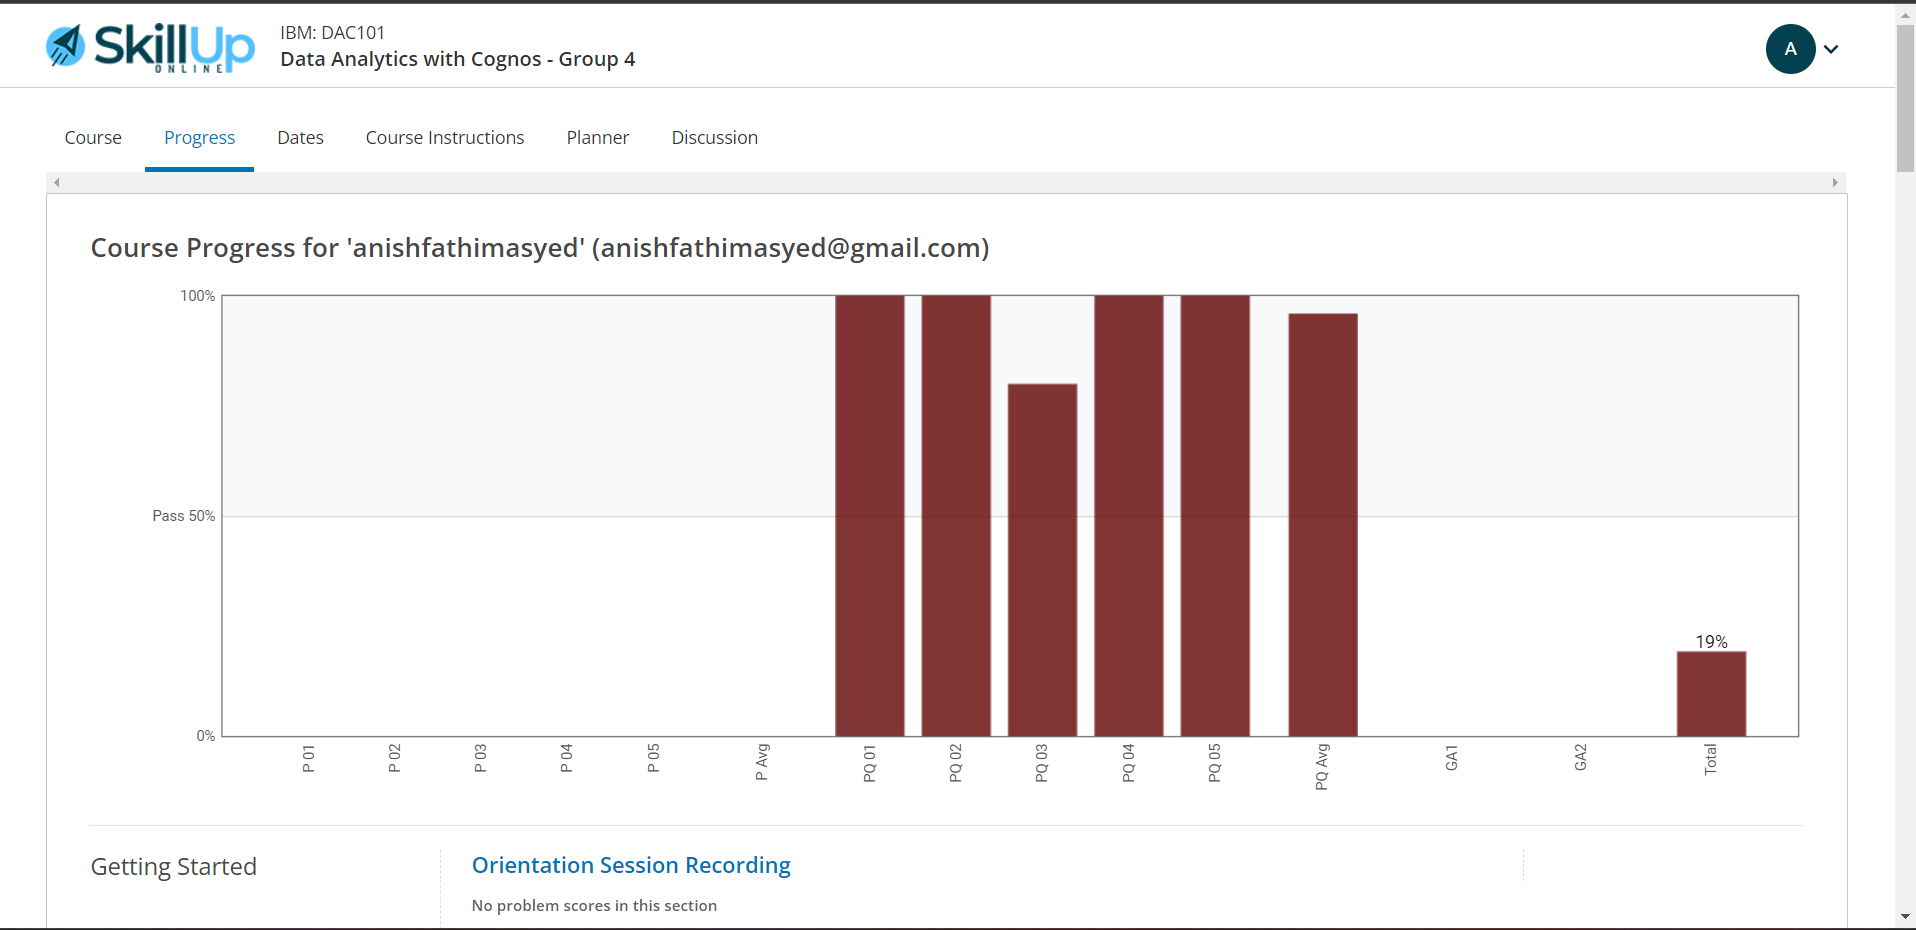 SkillUp
ONLINE
IBM: DAC101
Data Analytics with Cognos - Group 4
A
Course
Progress
Dates
Course Instructions
Planner
Discussion
Course Progress for 'anishfathimasyed' (anishfathimasyed@gmail.com)
100%
Pass 50%
0%
19%
P 01
P 02
P 03
P 04
P 05
P Avg
PQ 01
PQ 02
PQ 03
PQ 04
PQ 05
PQ Avg
GA1
GA2
Total
Getting Started
Orientation Session Recording
No problem scores in this section